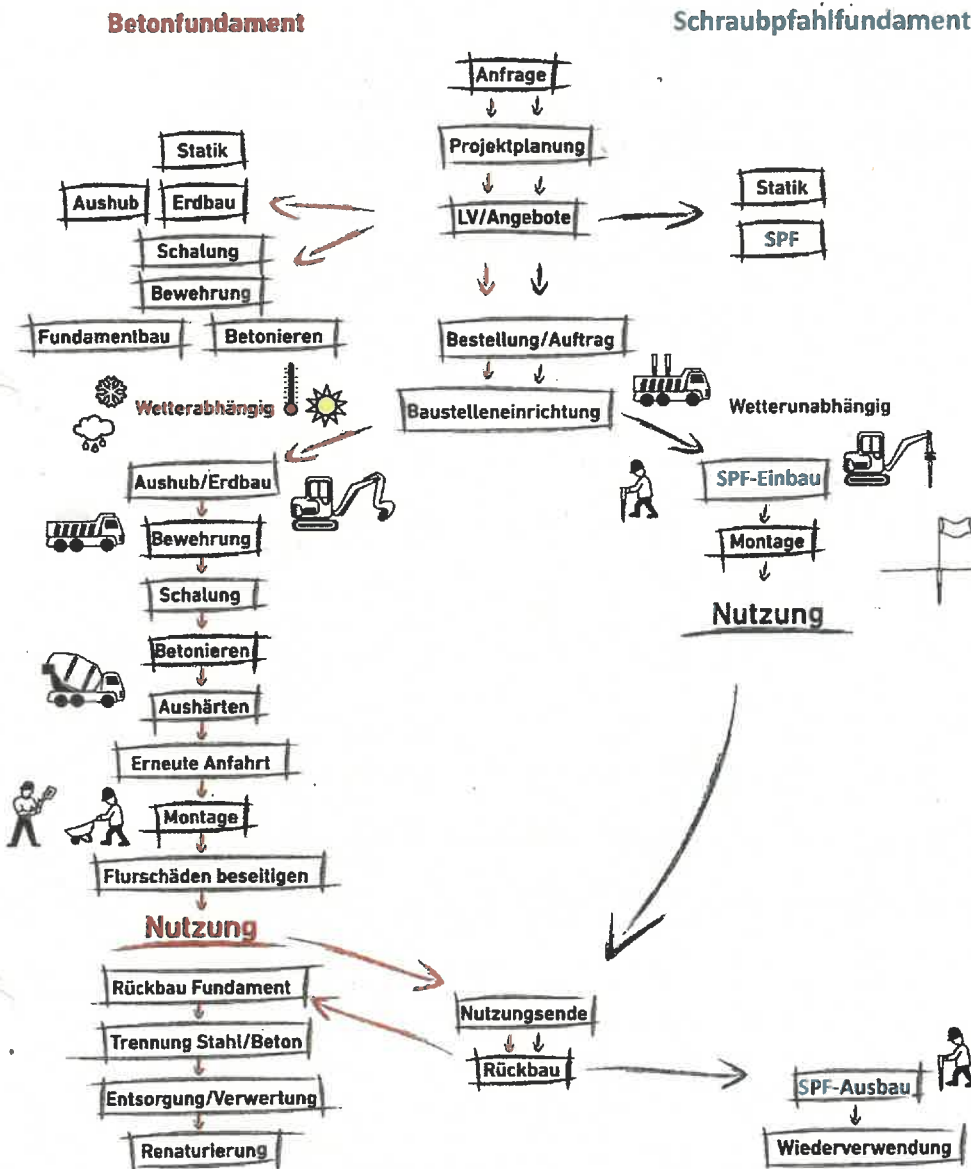 Betonfundament
Schraubpfahlfundament
Anfrage
Projektplanung
LV/Angebote
Statik
Aushub
Erdbau
Schalung
Bewehrung
Fundamentbau
Betonieren
Statik
SPF
Bestellung/Auftrag
Baustelleneinrichtung
Wetterabhängig
Wetterunabhängig
Aushub/Erdbau
Bewehrung
Schalung
Betonieren
Aushärten
Erneute Anfahrt
Montage
Flurschäden beseitigen
Nutzung
SPF-Einbau
Montage
Nutzung
Nutzungsende
Rückbau
Rückbau Fundament
Trennung Stahl/Beton
Entsorgung/Verwertung
Renaturierung
SPF-Ausbau
Wiederverwendung